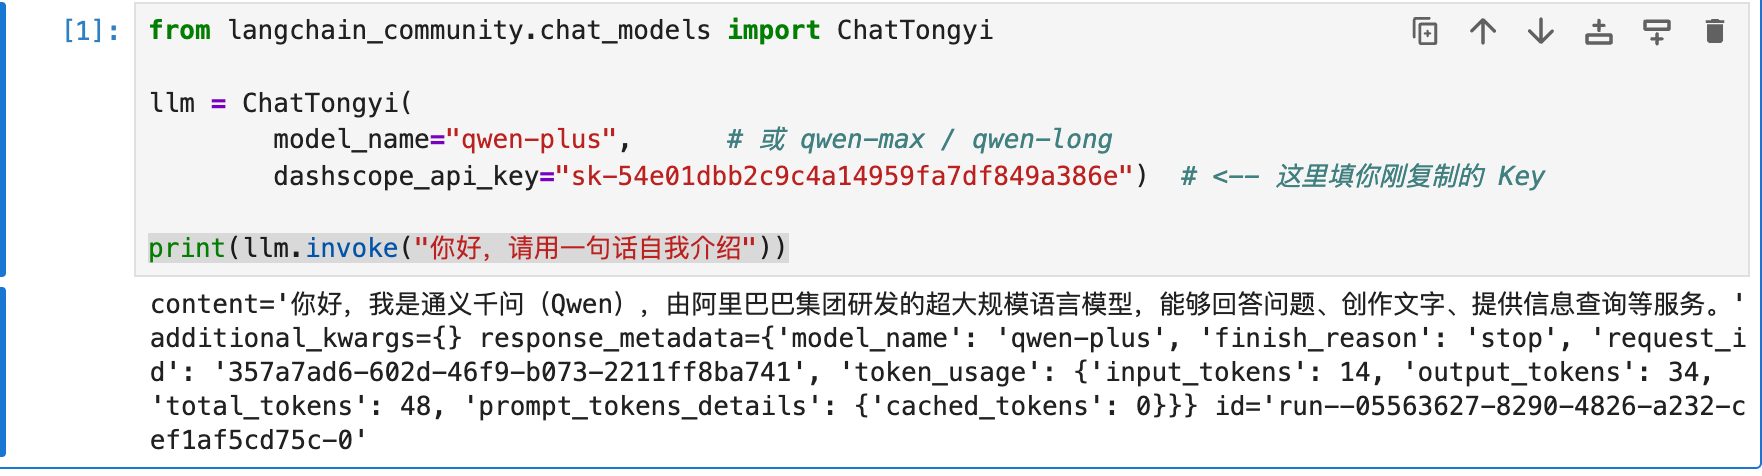 [1]: from langchain_community.chat_models import ChatTongyi
llm = ChatTongyi(
model_name="qwen-plus", # 或 qwen-max / qwen-long
dashscope_api_key="sk-54e01dbb2c9c4a14959fa7df849a386e") # <-- 这里填你刚复制的 Key
print(llm.invoke("你好，请用一句话自我介绍"))
content='你好，我是通义千问（Qwen），由阿里巴巴集团研发的超大规模语言模型，能够回答问题、创作文字、提供信息查询等服务。'
additional_kwargs={} response_metadata={'model_name': 'qwen-plus', 'finish_reason': 'stop', 'request_i
d': '357a7ad6-602d-46f9-b073-2211ff8ba741', 'token_usage': {'input_tokens': 14, 'output_tokens': 34,
'total_tokens': 48, 'prompt_tokens_details': {'cached_tokens': 0}}} id='run--05563627-8290-4826-a232-c
ef1af5cd75c-0'